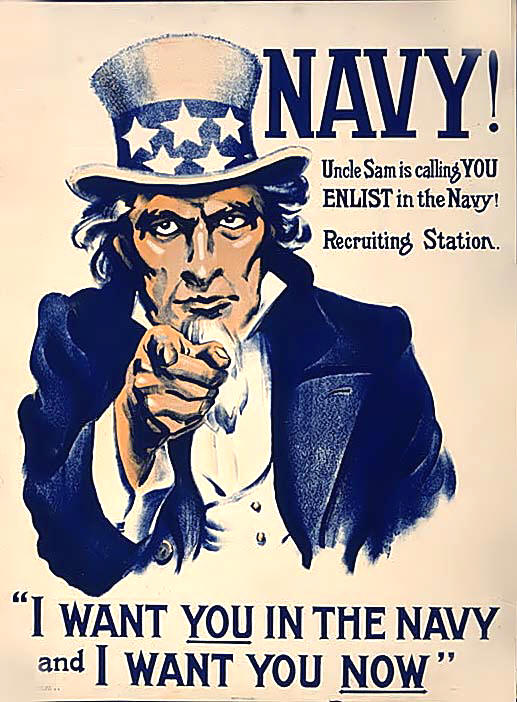 NAVY!
Uncle Sam is calling YOU
ENLIST in the Navy!
Recruiting Station..
"I WANT YOU IN THE NAVY
and I WANT YOU NOW"